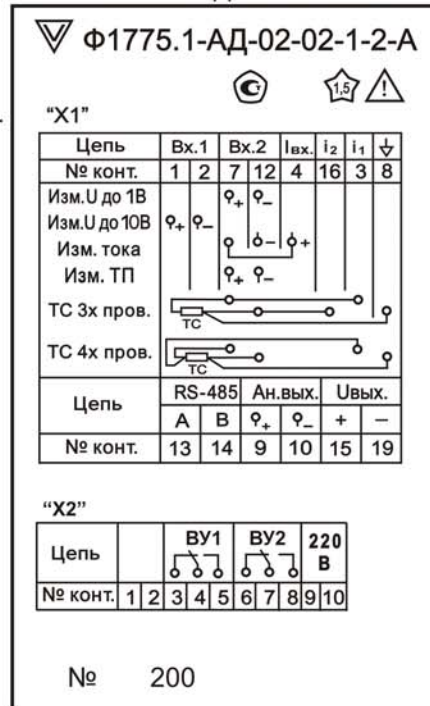 Ф1775.1-АД-02-02-1-2-А
1,5
“X1”
Цепь Вх.1 Вх.2 Iвх. i2 i1
№ конт. 1 2 7 12 4 16 3 8
Изм.U до 1В + –
Изм.U до 10В + –
Изм. тока – +
Изм. ТП + –
ТС 3х пров.
ТС
ТС 4х пров.
ТС
Цепь RS-485 Ан.вых. Uвых.
А В + – + –
№ конт. 13 14 9 10 15 19
“X2”
Цепь ВУ1 ВУ2 220 В
№ конт. 1 2 3 4 5 6 7 8 9 10
№ 200